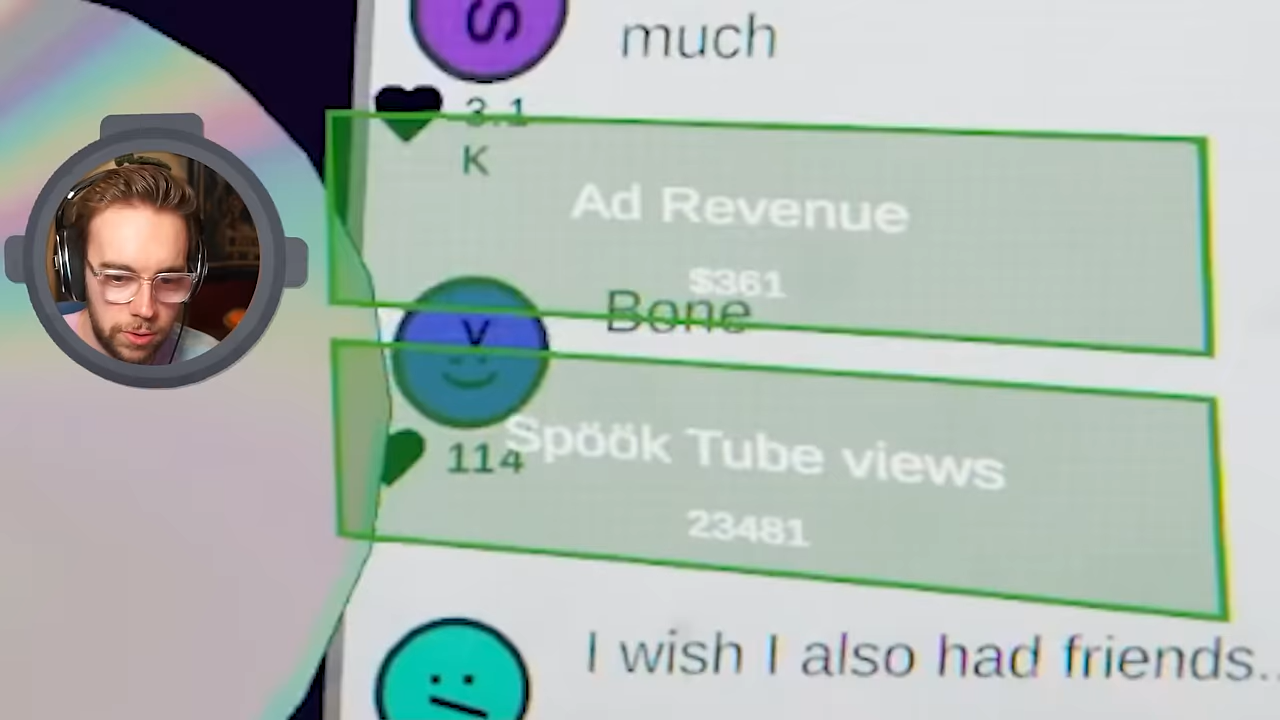 S
much
3.1
K
Ad Revenue
$361
V
Bone
114
Spöök Tube views
23481
I wish I also had friends..